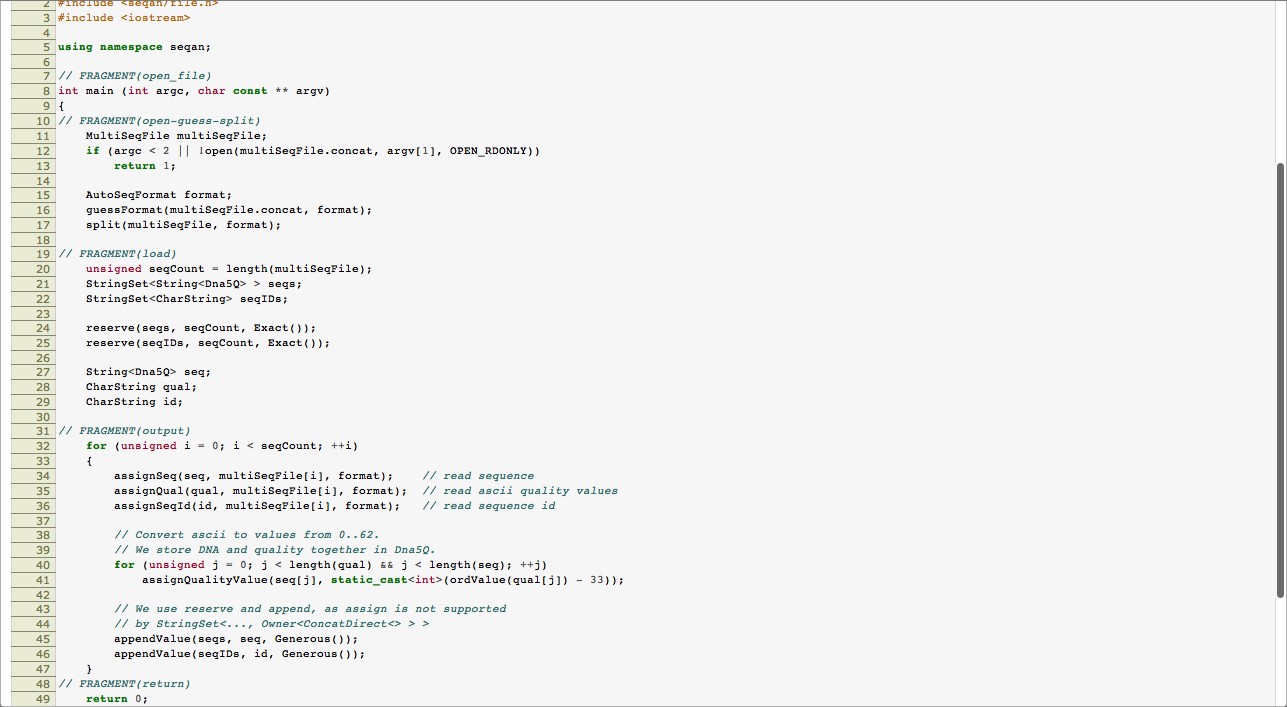 2 #include <seqan/file.h>
3 #include <iostream>
4
5 using namespace seqan;
6
7 // FRAGMENT(open_file)
8 int main (int argc, char const ** argv)
9 {
10 // FRAGMENT(open-guess-split)
11     MultiSeqFile multiSeqFile;
12     if (argc < 2 || !open(multiSeqFile.concat, argv[1], OPEN_RDONLY))
13         return 1;
14
15     AutoSeqFormat format;
16     guessFormat(multiSeqFile.concat, format);
17     split(multiSeqFile, format);
18
19 // FRAGMENT(load)
20     unsigned seqCount = length(multiSeqFile);
21     StringSet<String<Dna5Q> > seqs;
22     StringSet<CharString> seqIDs;
23
24     reserve(seqs, seqCount, Exact());
25     reserve(seqIDs, seqCount, Exact());
26
27     String<Dna5Q> seq;
28     CharString qual;
29     CharString id;
30
31 // FRAGMENT(output)
32     for (unsigned i = 0; i < seqCount; ++i)
33     {
34         assignSeq(seq, multiSeqFile[i], format);    // read sequence
35         assignQual(qual, multiSeqFile[i], format);  // read ascii quality values
36         assignSeqId(id, multiSeqFile[i], format);   // read sequence id
37
38         // Convert ascii to values from 0..62.
39         // We store DNA and quality together in Dna5Q.
40         for (unsigned j = 0; j < length(qual) && j < length(seq); ++j)
41             assignQualityValue(seq[j], static_cast<int>(ordValue(qual[j]) - 33));
42
43         // We use reserve and append, as assign is not supported
44         // by StringSet<..., Owner<ConcatDirect<> > >
45         appendValue(seqs, seq, Generous());
46         appendValue(seqIDs, id, Generous());
47     }
48 // FRAGMENT(return)
49     return 0;